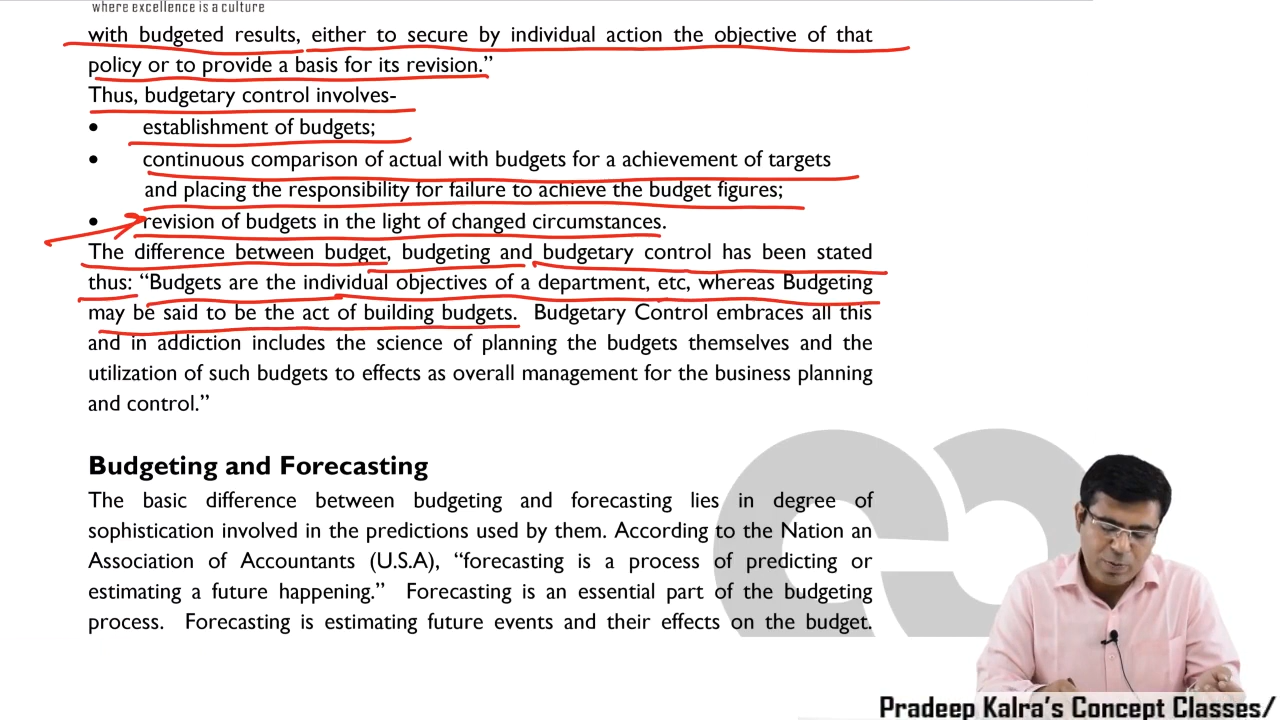 where excellence is a culture
with budgeted results, either to secure by individual action the objective of that
policy or to provide a basis for its revision.”
Thus, budgetary control involves-
• establishment of budgets;
• continuous comparison of actual with budgets for a achievement of targets
and placing the responsibility for failure to achieve the budget figures;
• revision of budgets in the light of changed circumstances.
The difference between budget, budgeting and budgetary control has been stated
thus: “Budgets are the individual objectives of a department, etc, whereas Budgeting
may be said to be the act of building budgets. Budgetary Control embraces all this
and in addiction includes the science of planning the budgets themselves and the
utilization of such budgets to effects as overall management for the business planning
and control.”
Budgeting and Forecasting
The basic difference between budgeting and forecasting lies in degree of
sophistication involved in the predictions used by them. According to the Nation an
Association of Accountants (U.S.A), “forecasting is a process of predicting or
estimating a future happening.” Forecasting is an essential part of the budgeting
process. Forecasting is estimating future events and their effects on the budget.
Pradeep Kalra’s Concept Classes/